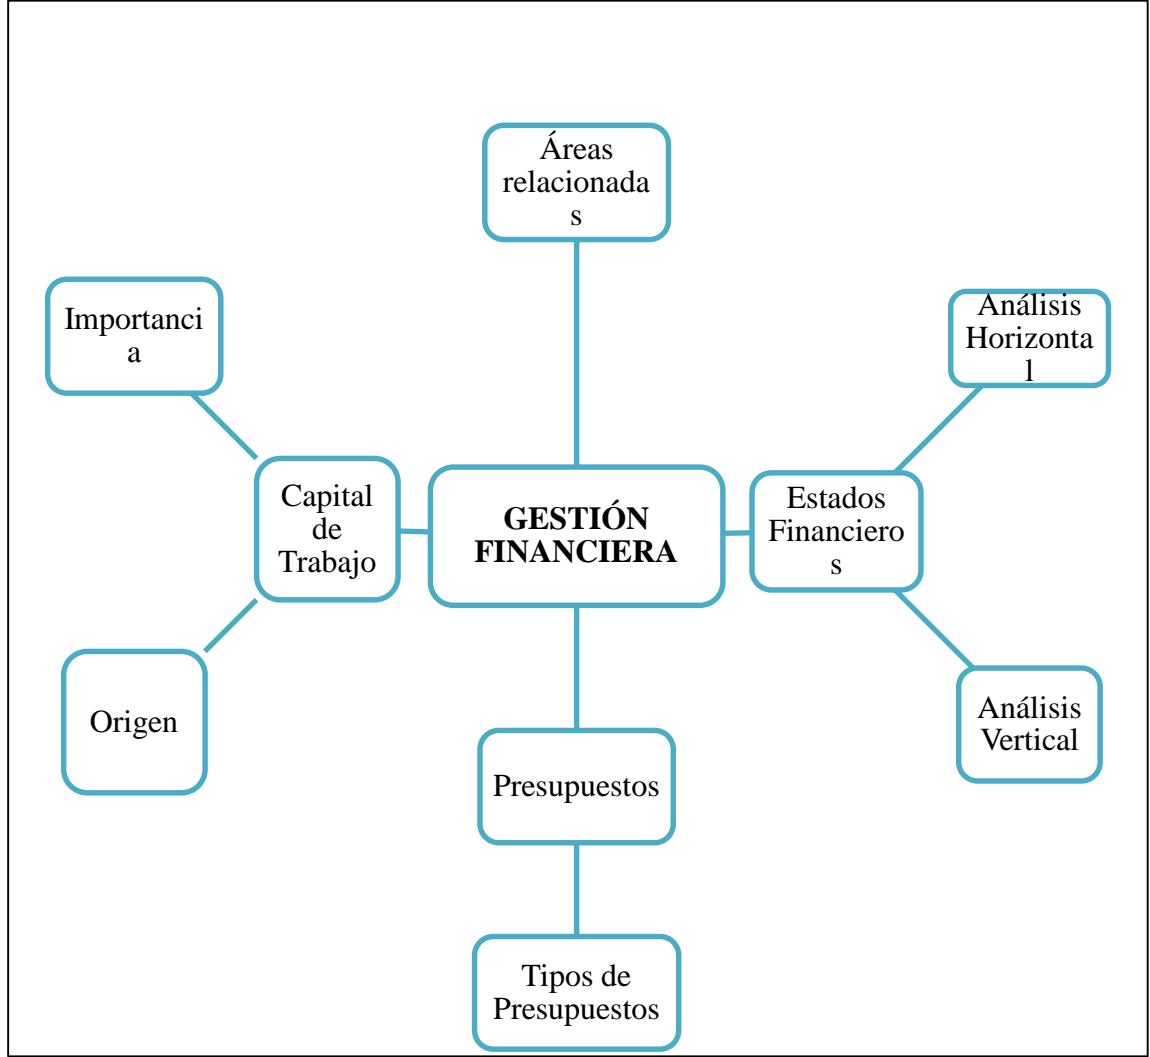 Áreas
relacionada
s
Importanci
a
Análisis
Horizonta
l
Capital
de
Trabajo
GESTIÓN
FINANCIERA
Estados
Financiero
s
Origen
Análisis
Vertical
Presupuestos
Tipos de
Presupuestos